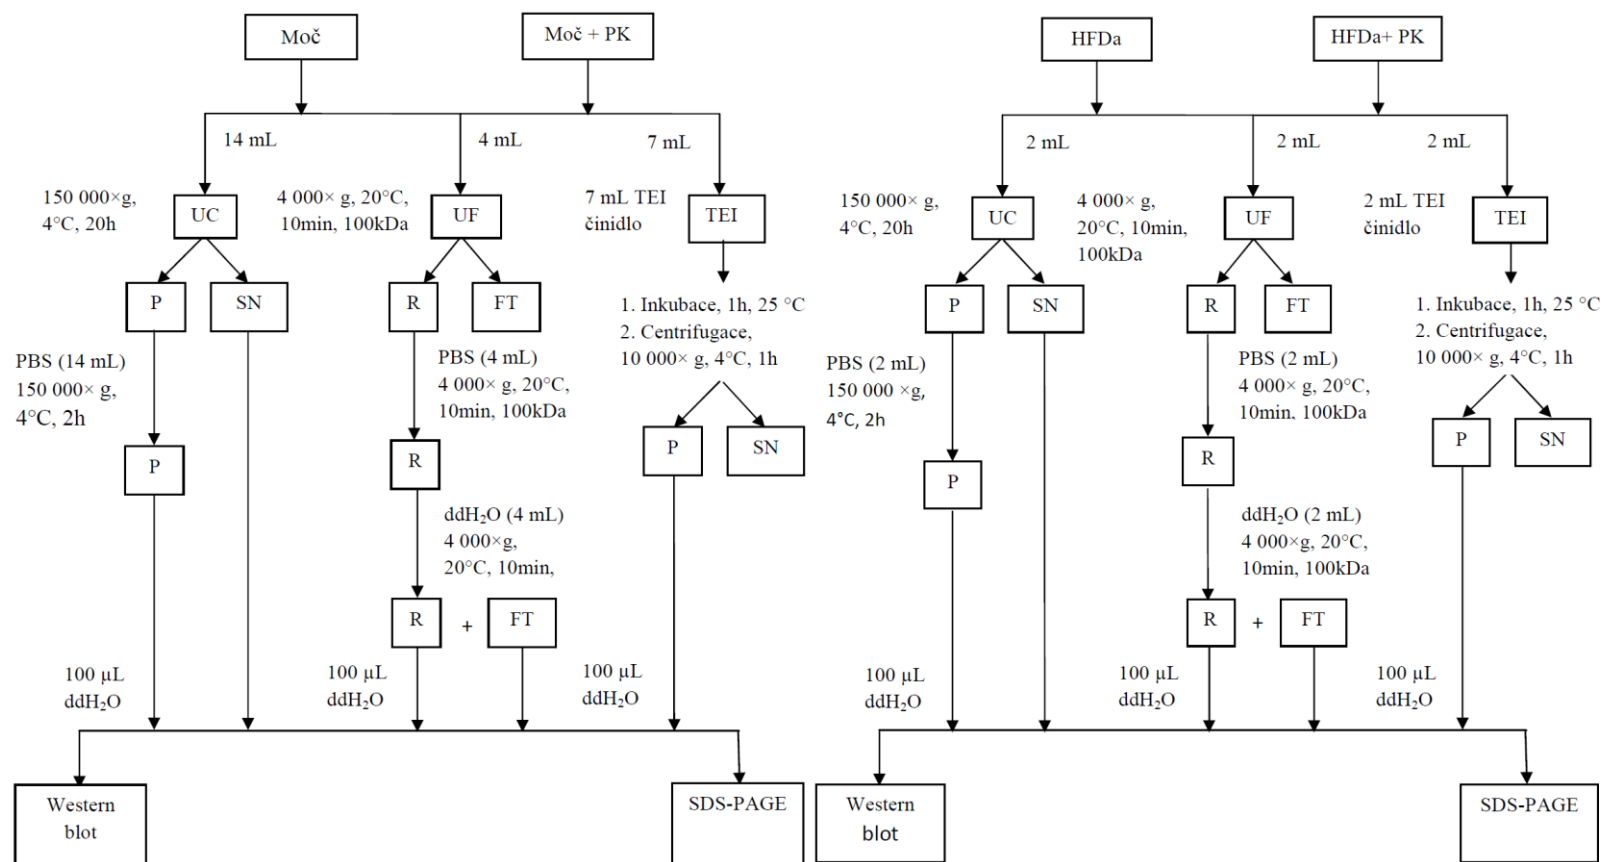 Moč
Moč + PK
14 mL
4 mL
7 mL
150 000×g,
4°C, 20h
UC
4 000× g, 20°C,
10min, 100kDa
UF
7 mL TEI
činidlo
TEI
P
SN
R
FT
1. Inkubace, 1h, 25 °C
2. Centrifugace,
10 000× g, 4°C, 1h
PBS (14 mL)
150 000× g,
4°C, 2h
PBS (4 mL)
4 000× g, 20°C,
10min, 100kDa
P
SN
P
R
ddH₂O (4 mL)
4 000×g,
20°C, 10min,
R
+
FT
100 µL
ddH₂O
100 µL
ddH₂O
100 µL
ddH₂O
Western
blot
SDS-PAGE
HFDa
HFDa+ PK
2 mL
2 mL
2 mL
150 000× g,
4°C, 20h
UC
4 000× g,
20°C, 10min,
100kDa
UF
2 mL TEI
činidlo
TEI
P
SN
R
FT
1. Inkubace, 1h, 25 °C
2. Centrifugace,
10 000× g, 4°C, 1h
PBS (2 mL)
150 000 ×g,
4°C, 2h
PBS (2 mL)
4 000× g, 20°C,
10min, 100kDa
P
SN
P
R
ddH₂O (2 mL)
4 000×g, 20°C,
10min, 100kDa
R
+
FT
100 µL
ddH₂O
100 µL
ddH₂O
100 µL
ddH₂O
Western
blot
SDS-PAGE